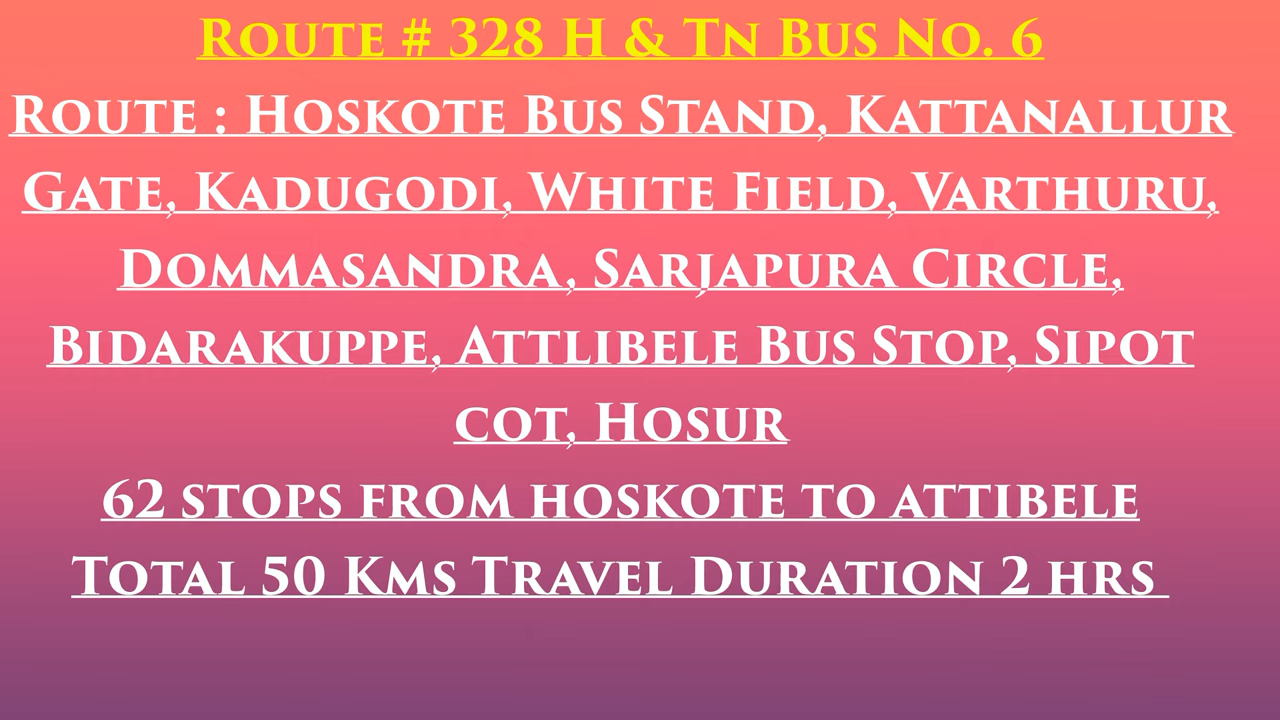 Route # 328 H & Tn Bus No. 6
Route : Hoskote Bus Stand, Kattanallur
Gate, Kadugodi, White Field, Varthuru,
Dommasandra, Sarjapura Circle,
Bidarakuppe, Attlibele Bus Stop, Sipot
cot, Hosur
62 stops from hoskote to attibele
Total 50 Kms Travel Duration 2 hrs